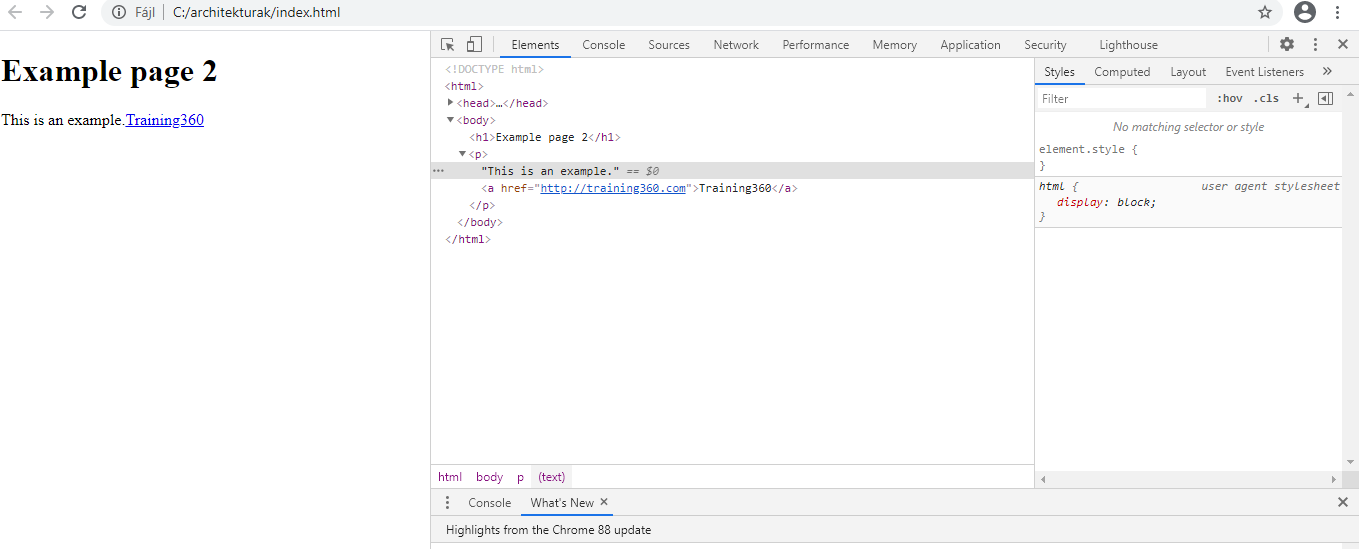 Fájl C:/architekturak/index.html
Example page 2
This is an example.Training360
Elements Console Sources Network Performance Memory Application Security Lighthouse
<!DOCTYPE html>
<html>
<head>…</head>
<body>
<h1>Example page 2</h1>
<p>
"This is an example." == $0
<a href="http://training360.com">Training360</a>
</p>
</body>
</html>
html body p (text)
Styles Computed Layout Event Listeners »
Filter :hov .cls +
No matching selector or style
element.style {
}
html { user agent stylesheet
display: block;
}
Console What's New ×
Highlights from the Chrome 88 update